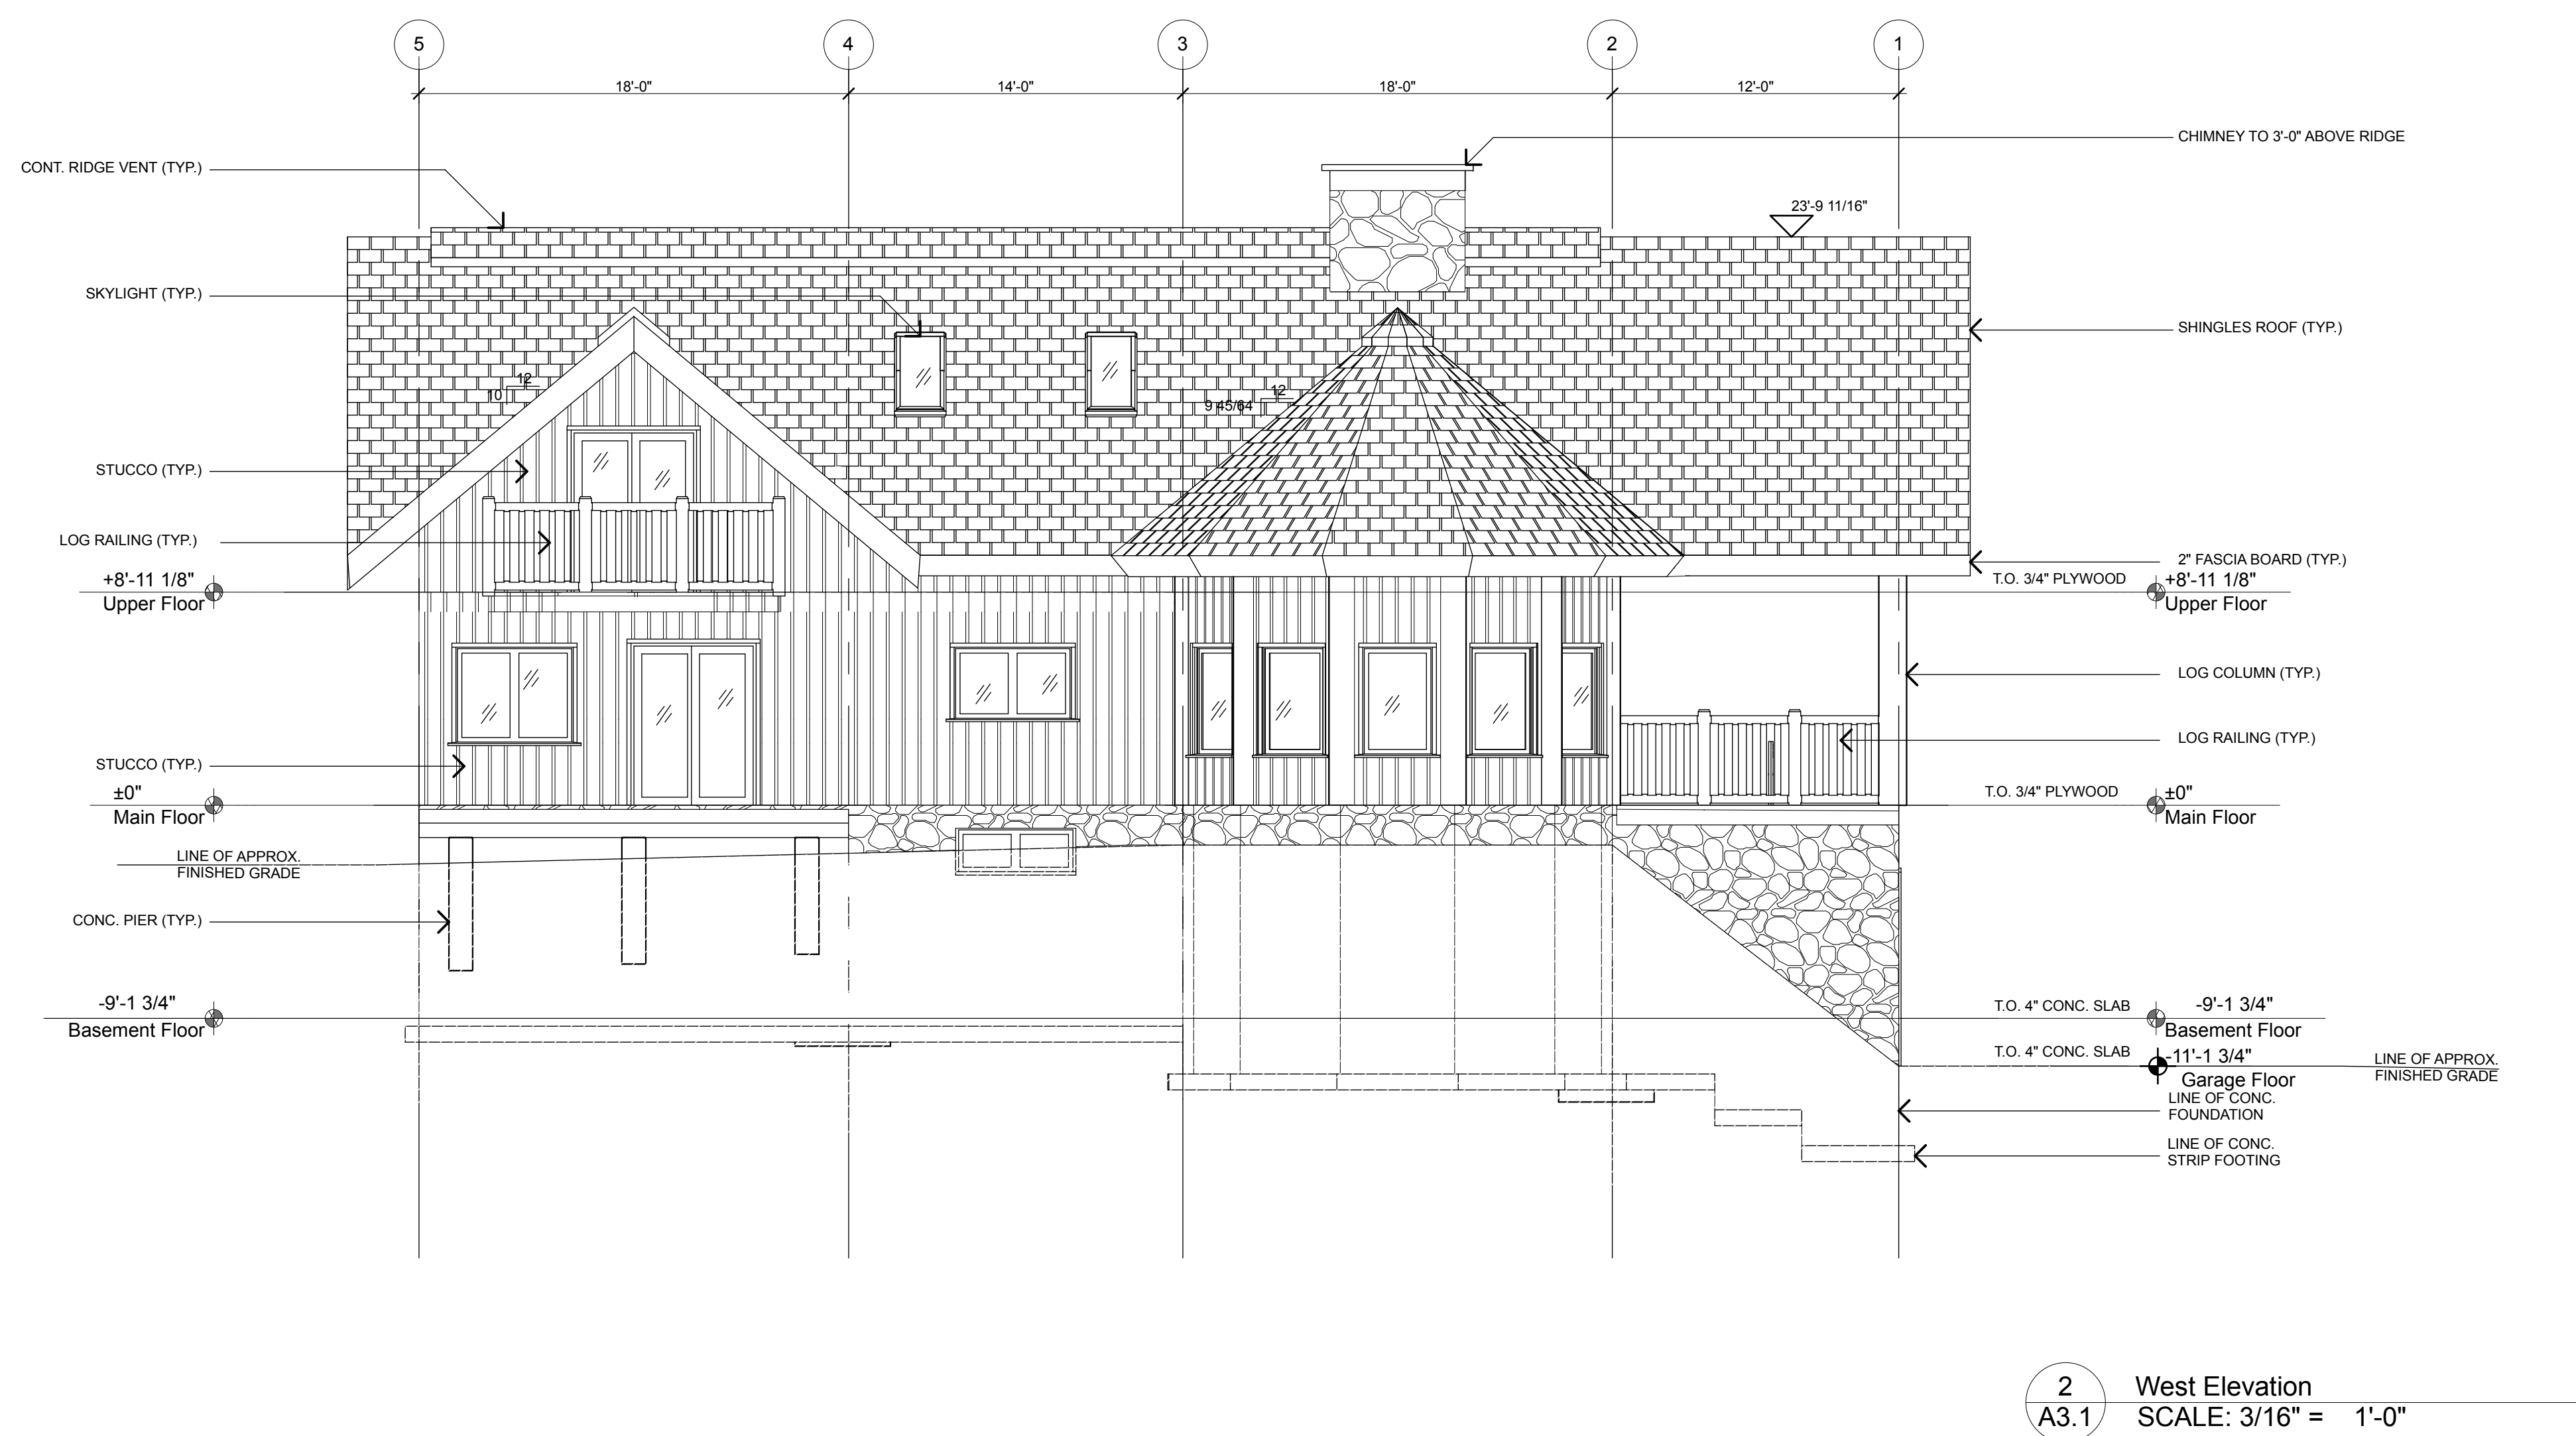 5
4
3
2
1
18'-0"
14'-0"
18'-0"
12'-0"
CHIMNEY TO 3'-0" ABOVE RIDGE
CONT. RIDGE VENT (TYP.)
23'-9 11/16"
SKYLIGHT (TYP.)
SHINGLES ROOF (TYP.)
12
10
12
9 45/64
STUCCO (TYP.)
LOG RAILING (TYP.)
2" FASCIA BOARD (TYP.)
+8'-11 1/8"
Upper Floor
T.O. 3/4" PLYWOOD
+8'-11 1/8"
Upper Floor
LOG COLUMN (TYP.)
LOG RAILING (TYP.)
STUCCO (TYP.)
±0"
Main Floor
T.O. 3/4" PLYWOOD
±0"
Main Floor
LINE OF APPROX.
FINISHED GRADE
CONC. PIER (TYP.)
-9'-1 3/4"
Basement Floor
T.O. 4" CONC. SLAB
-9'-1 3/4"
Basement Floor
T.O. 4" CONC. SLAB
-11'-1 3/4"
Garage Floor
LINE OF APPROX.
FINISHED GRADE
LINE OF CONC.
FOUNDATION
LINE OF CONC.
STRIP FOOTING
2
West Elevation
A3.1
SCALE: 3/16" = 1'-0"